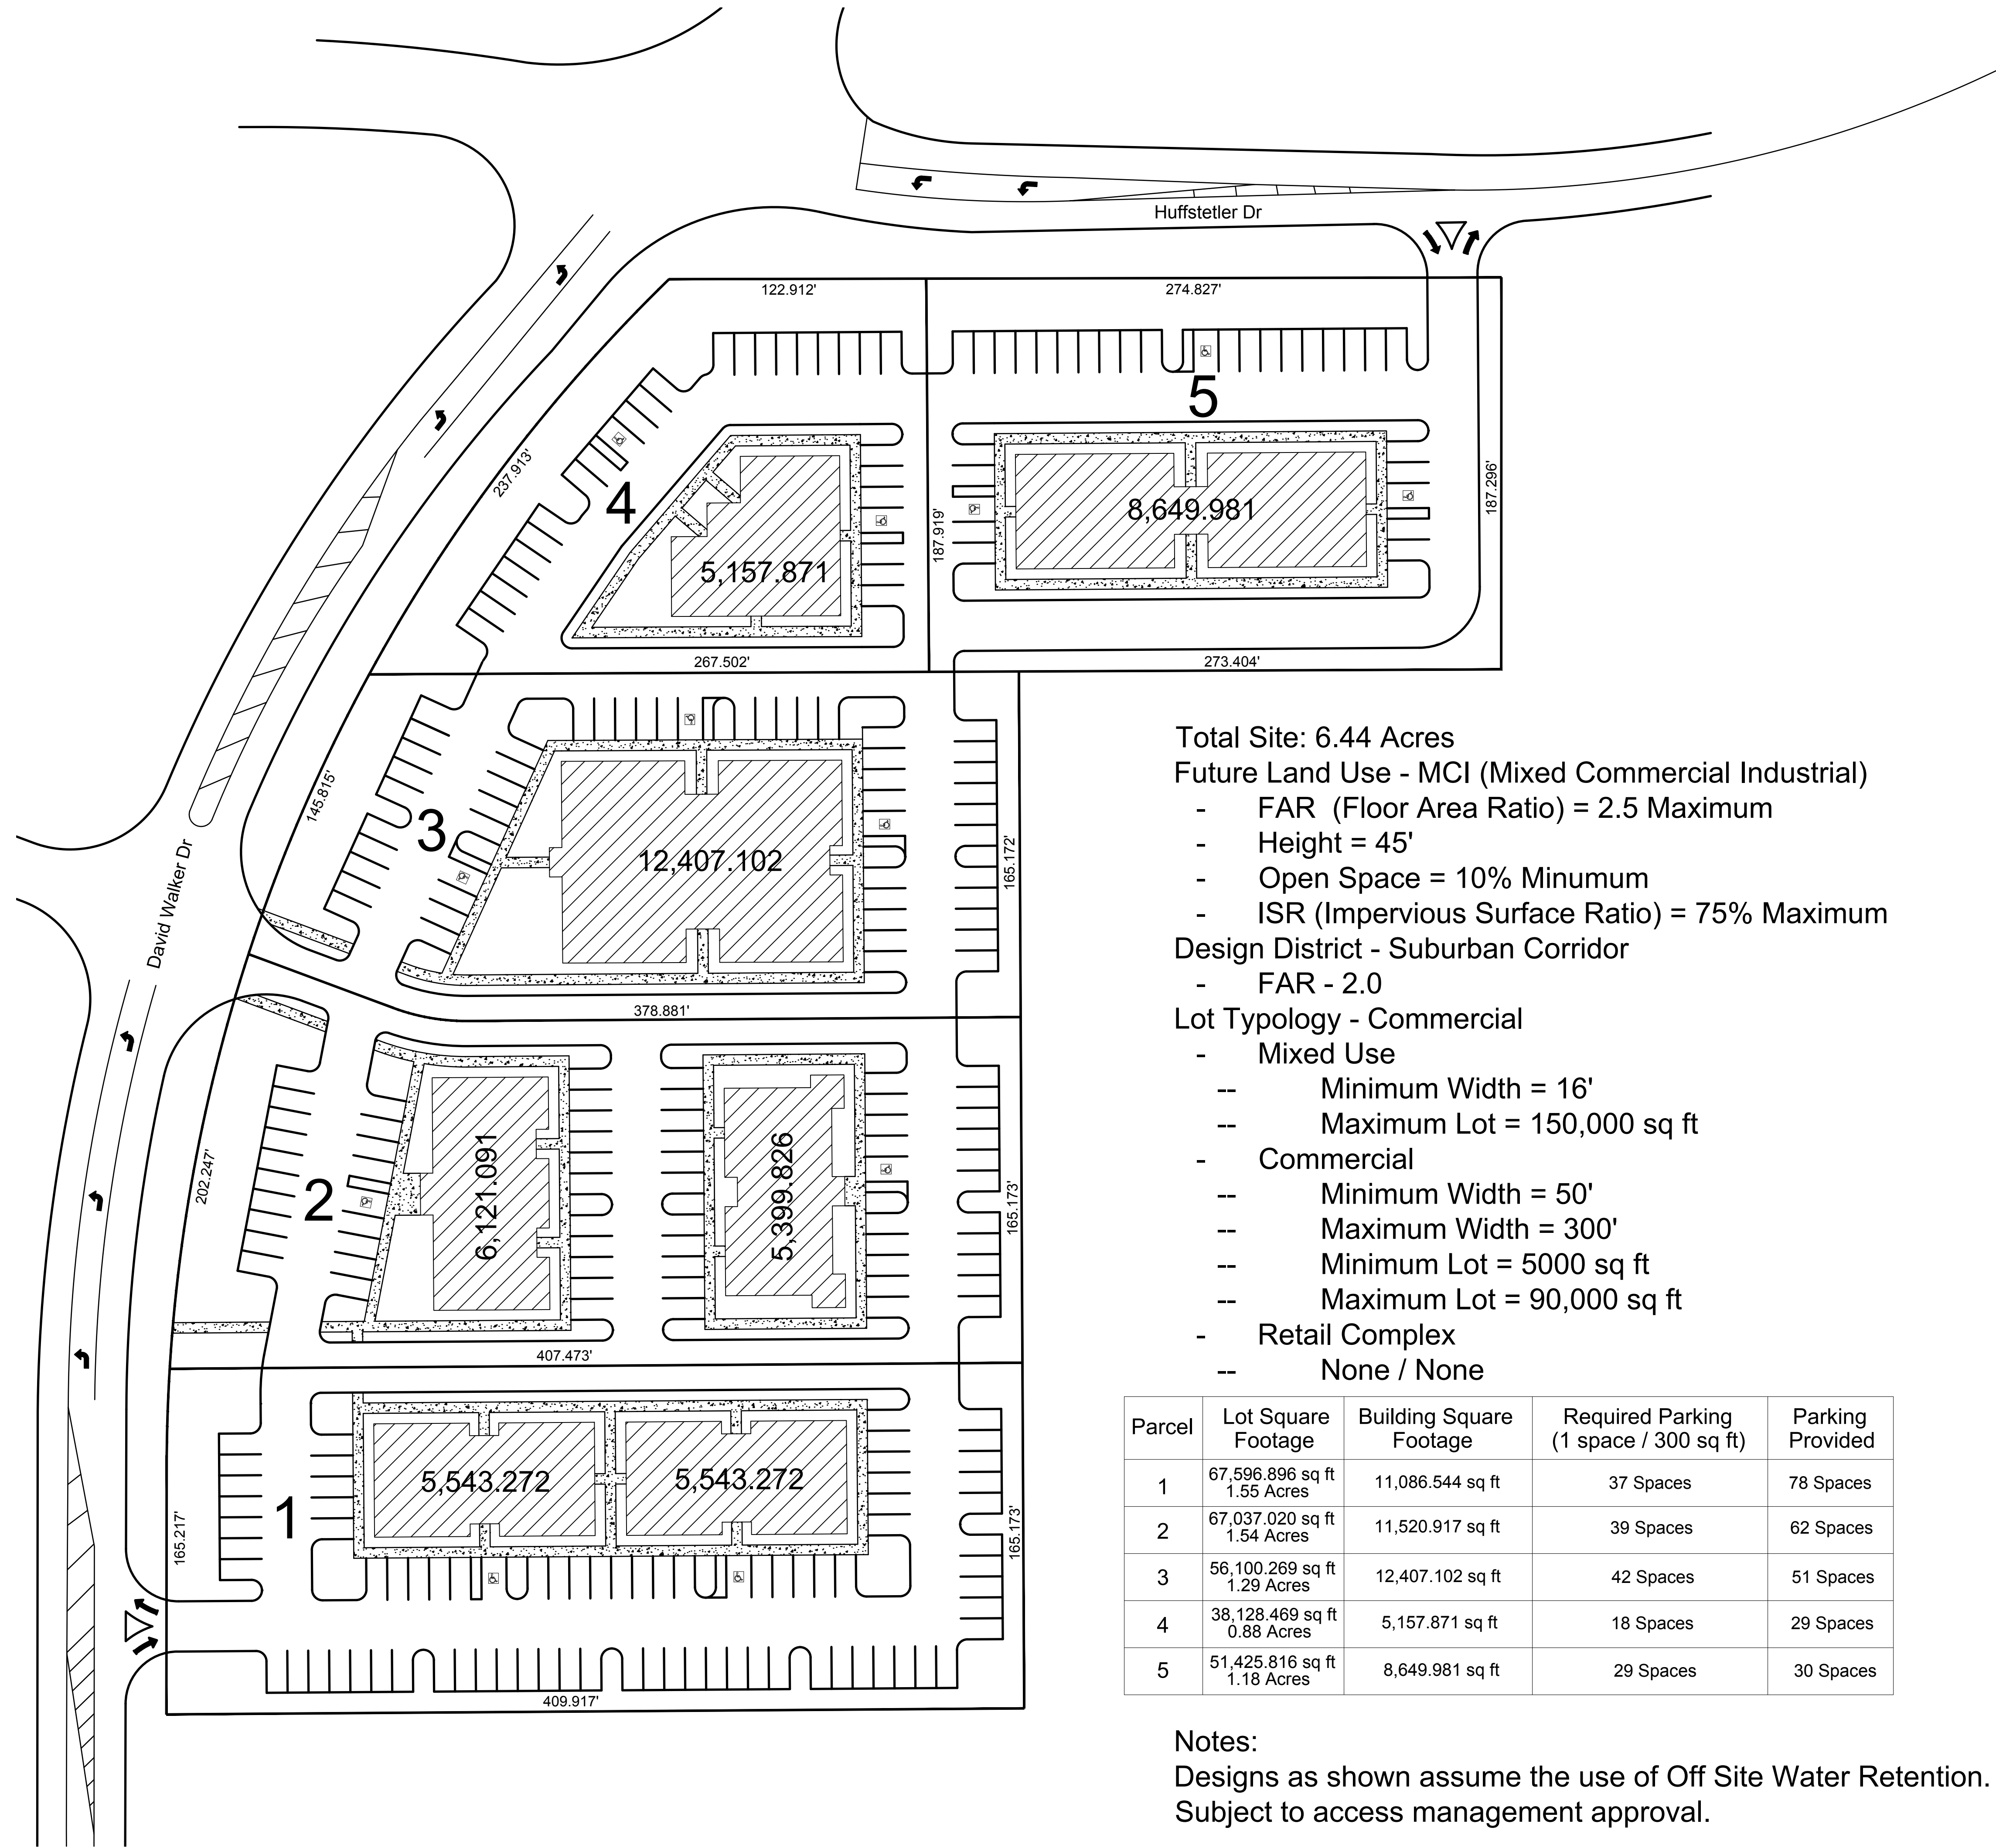 Huffstetler Dr
122.912'
274.827'
5
237.913'
4
187.919'
187.296'
8,649.981
5,157.871
267.502'
273.404'
145.815'
3
12,407.102
165.172'
David Walker Dr
378.881'
202.247'
2
6,121.091
5,399.826
165.173'
407.473'
5,543.272
5,543.272
1
165.217'
165.173'
409.917'
Total Site: 6.44 Acres
Future Land Use - MCI (Mixed Commercial Industrial)
- FAR (Floor Area Ratio) = 2.5 Maximum
- Height = 45'
- Open Space = 10% Minumum
- ISR (Impervious Surface Ratio) = 75% Maximum
Design District - Suburban Corridor
- FAR - 2.0
Lot Typology - Commercial
- Mixed Use
-- Minimum Width = 16'
-- Maximum Lot = 150,000 sq ft
- Commercial
-- Minimum Width = 50'
-- Maximum Width = 300'
-- Minimum Lot = 5000 sq ft
-- Maximum Lot = 90,000 sq ft
- Retail Complex
-- None / None
Parcel
Lot Square
Footage
Building Square
Footage
Required Parking
(1 space / 300 sq ft)
Parking
Provided
1
67,596.896 sq ft
1.55 Acres
11,086.544 sq ft
37 Spaces
78 Spaces
2
67,037.020 sq ft
1.54 Acres
11,520.917 sq ft
39 Spaces
62 Spaces
3
56,100.269 sq ft
1.29 Acres
12,407.102 sq ft
42 Spaces
51 Spaces
4
38,128.469 sq ft
0.88 Acres
5,157.871 sq ft
18 Spaces
29 Spaces
5
51,425.816 sq ft
1.18 Acres
8,649.981 sq ft
29 Spaces
30 Spaces
Notes:
Designs as shown assume the use of Off Site Water Retention.
Subject to access management approval.